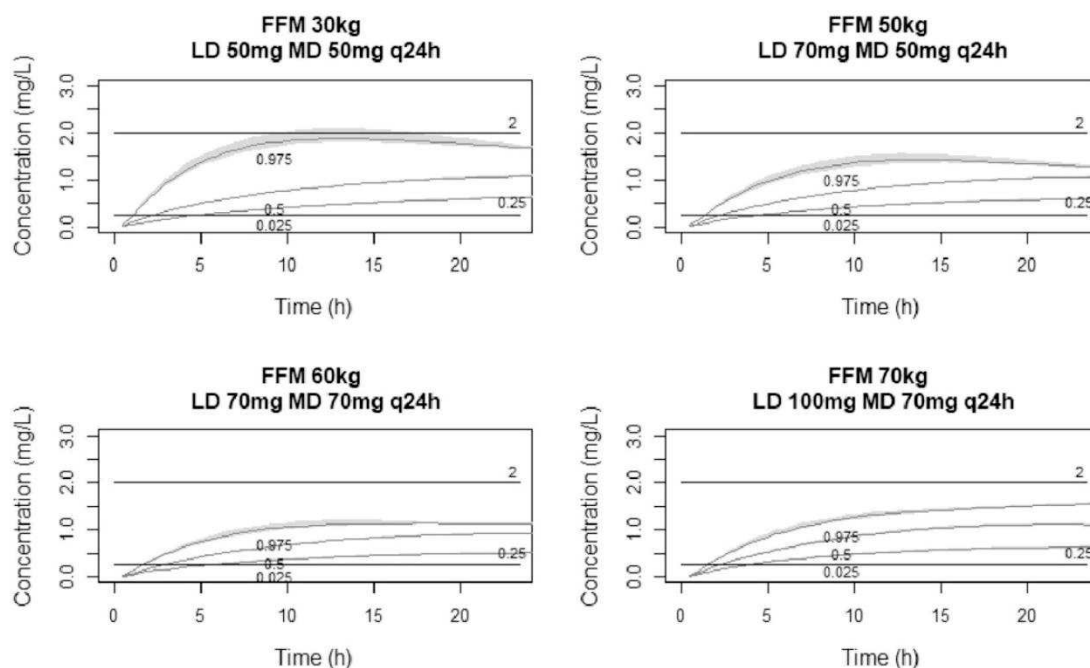 FFM 30kg
LD 50mg MD 50mg q24h
Concentration (mg/L)
3.0
2.0
1.0
0.0
2
0.975
0.5
0.25
0.025
0 5 10 15 20
Time (h)
FFM 50kg
LD 70mg MD 50mg q24h
Concentration (mg/L)
3.0
2.0
1.0
0.0
2
0.975
0.5
0.25
0.025
0 5 10 15 20
Time (h)
FFM 60kg
LD 70mg MD 70mg q24h
Concentration (mg/L)
3.0
2.0
1.0
0.0
2
0.975
0.5
0.25
0.025
0 5 10 15 20
Time (h)
FFM 70kg
LD 100mg MD 70mg q24h
Concentration (mg/L)
3.0
2.0
1.0
0.0
2
0.975
0.5
0.25
0.025
0 5 10 15 20
Time (h)